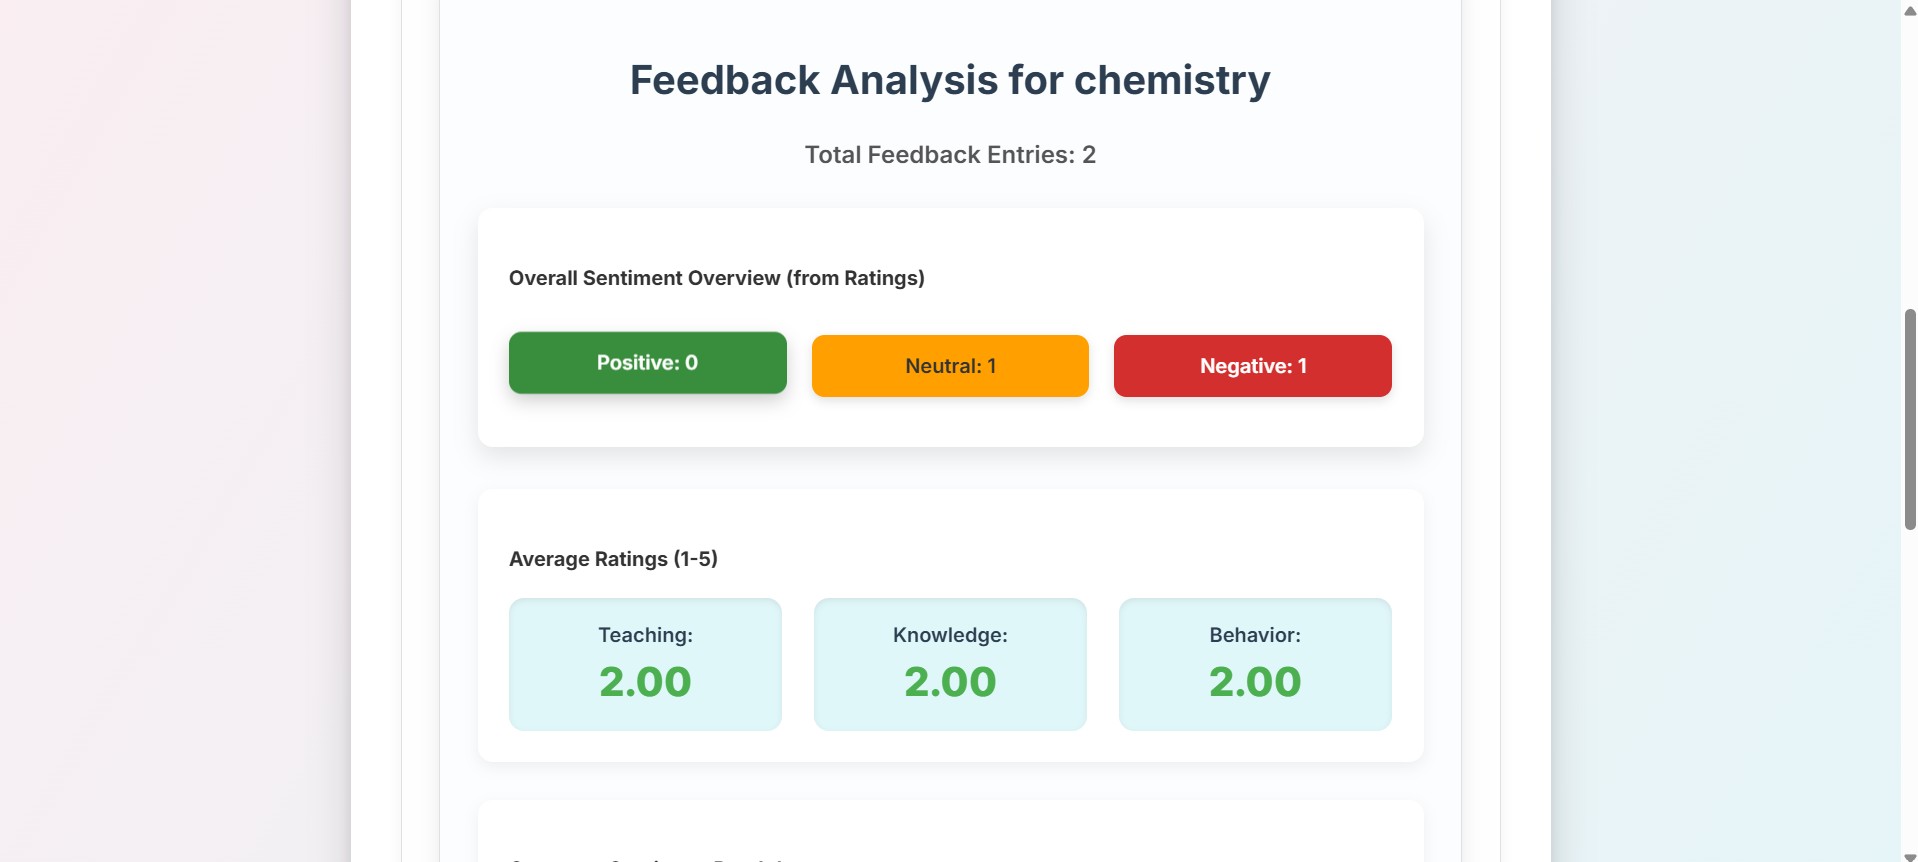 Feedback Analysis for chemistry
Total Feedback Entries: 2
Overall Sentiment Overview (from Ratings)
Positive: 0
Neutral: 1
Negative: 1
Average Ratings (1-5)
Teaching:
2.00
Knowledge:
2.00
Behavior:
2.00